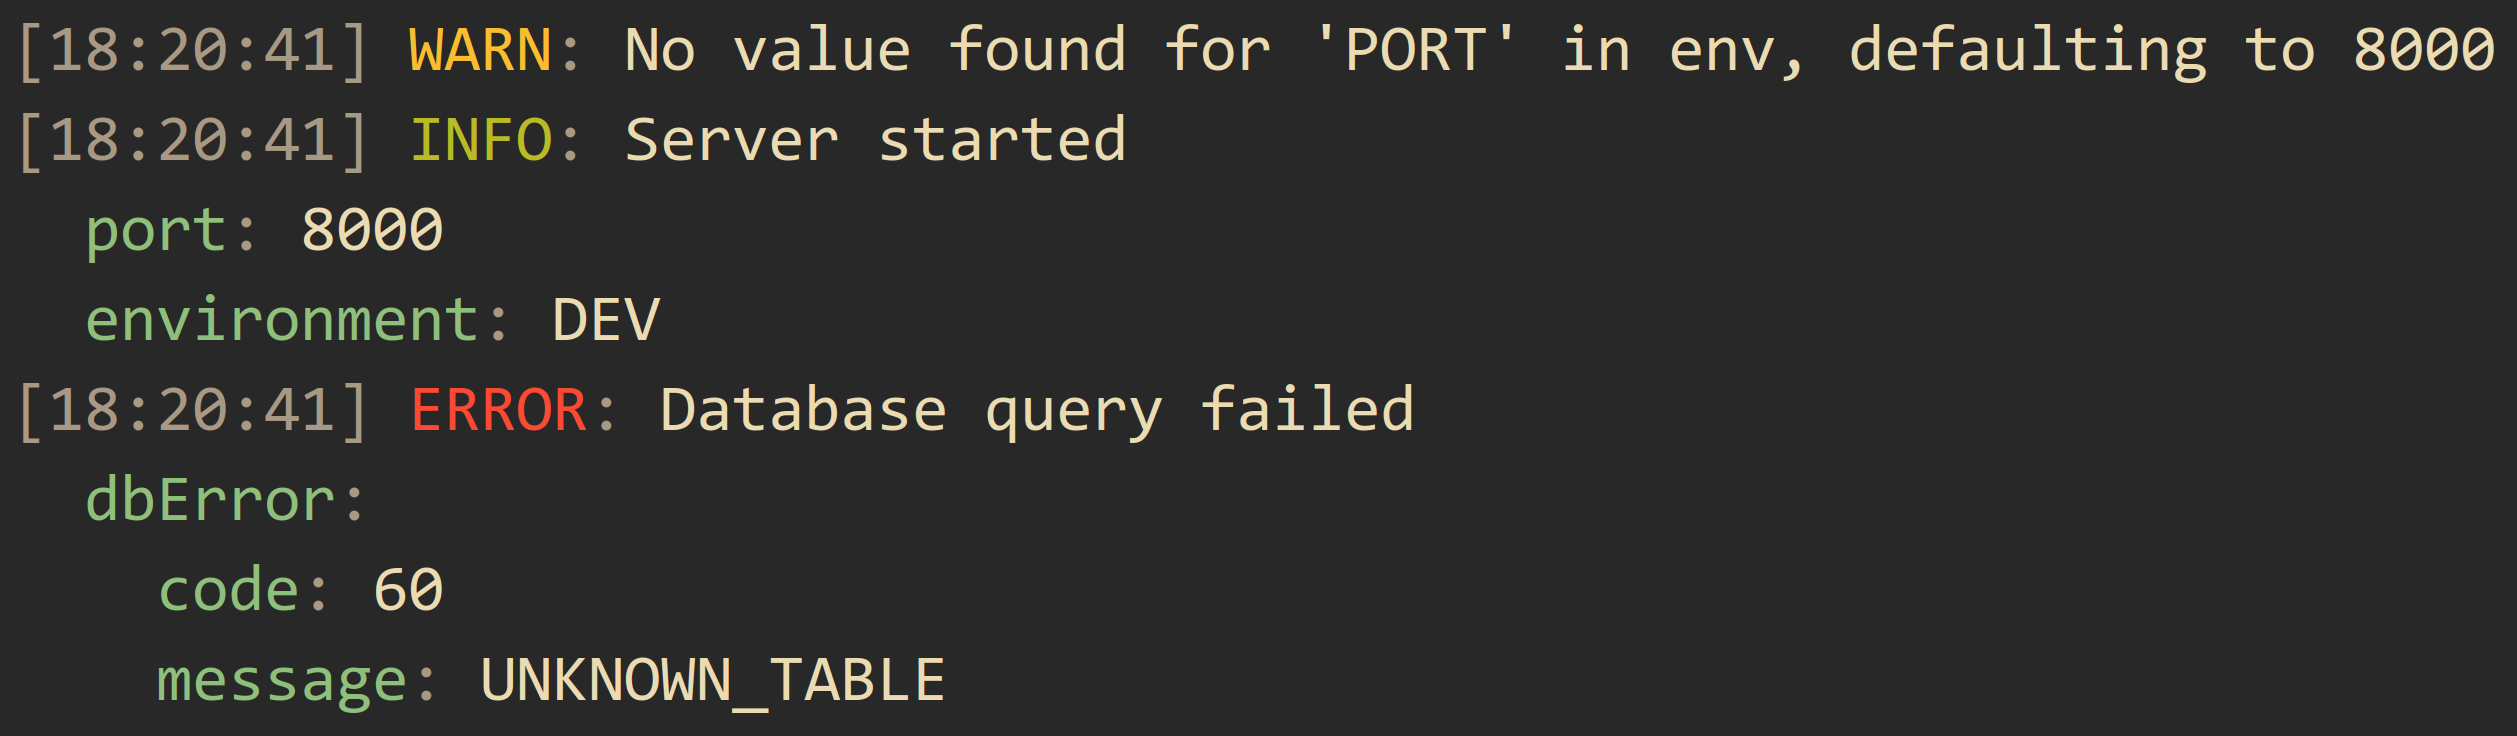 [18:20:41] WARN: No value found for 'PORT' in env, defaulting to 8000
[18:20:41] INFO: Server started
  port: 8000
  environment: DEV
[18:20:41] ERROR: Database query failed
  dbError:
    code: 60
    message: UNKNOWN_TABLE